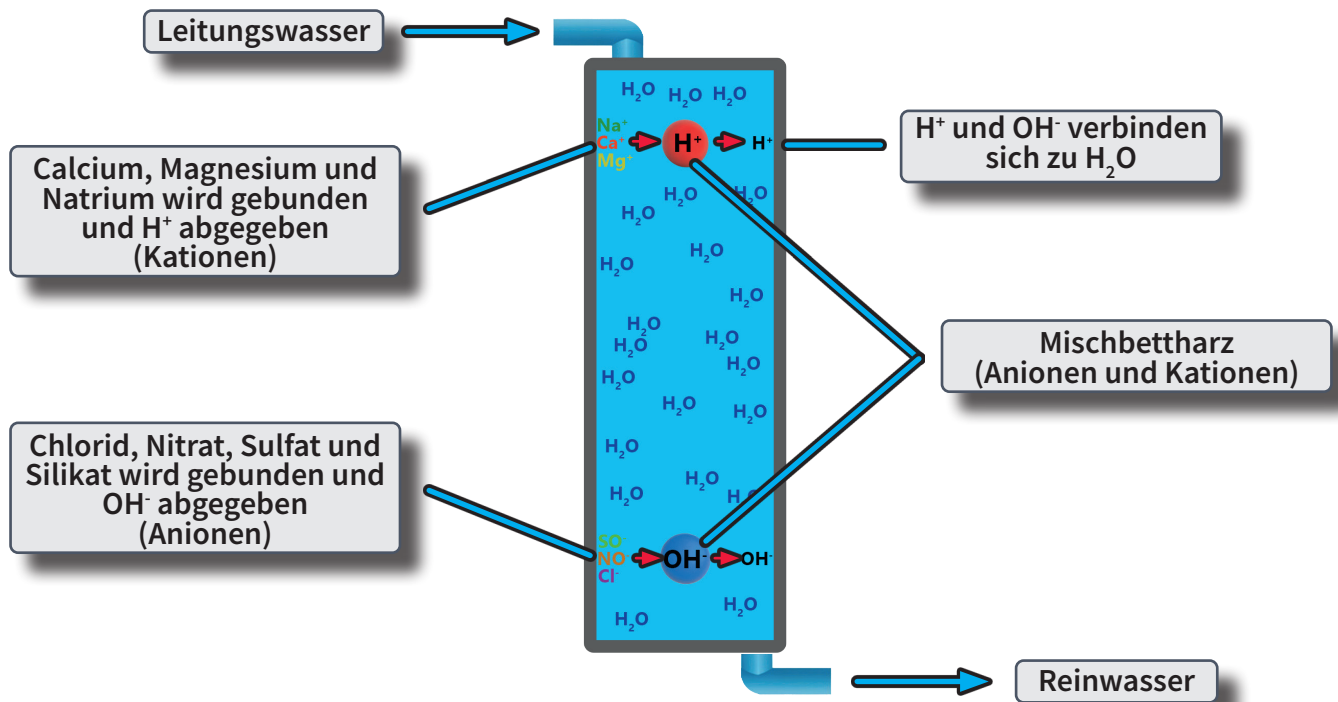 Leitungswasser
H₂O
H₂O
H₂O
Na⁺
Ca⁺
Mg⁺
H⁺
H⁺
H⁺ und OH⁻ verbinden
sich zu H₂O
Calcium, Magnesium und
Natrium wird gebunden
und H⁺ abgegeben
(Kationen)
H₂O
H₂O
H₂O
H₂O
H₂O
H₂O
H₂O
H₂O
H₂O
H₂O
H₂O
H₂O
H₂O
Mischbettharz
(Anionen und Kationen)
Chlorid, Nitrat, Sulfat und
Silikat wird gebunden und
OH⁻ abgegeben
(Anionen)
H₂O
H₂O
H₂O
H₂O
SO
NO
Cl⁻
OH⁻
OH⁻
H₂O
H₂O
Reinwasser